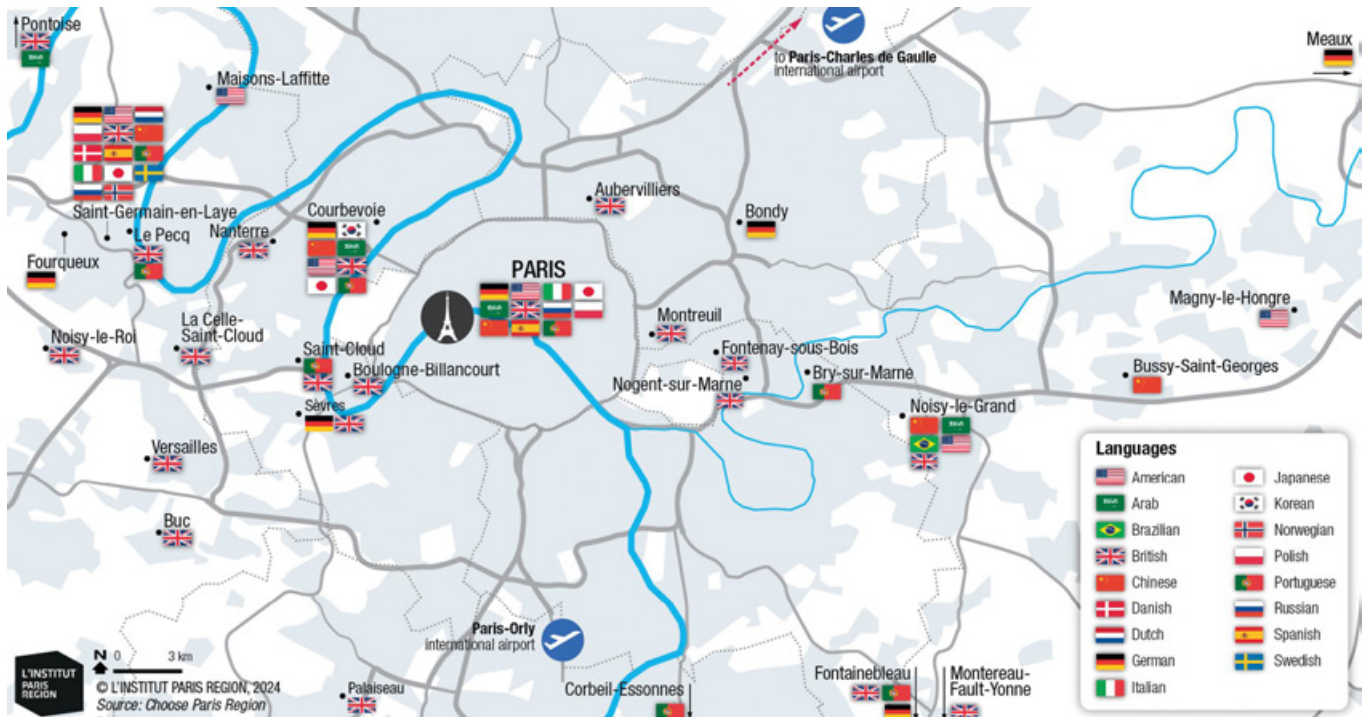 Pontoise
Maisons-Laffitte
to Paris-Charles de Gaulle
international airport
Meaux
Saint-Germain-en-Laye
Le Pecq
Nanterre
Courbevoie
Aubervilliers
Bondy
Fourqueux
PARIS
Magny-le-Hongre
Noisy-le-Roi
La Celle-
Saint-Cloud
Saint-Cloud
Boulogne-Billancourt
Montreuil
Fontenay-sous-Bois
Nogent-sur-Marne
Bry-sur-Marne
Bussy-Saint-Georges
Sèvres
Noisy-le-Grand
Versailles
Buc
Paris-Orly
international airport
Palaiseau
Corbeil-Essonnes
Fontainebleau
Montereau-
Fault-Yonne
Languages
American
Arab
Brazilian
British
Chinese
Danish
Dutch
German
Italian
Japanese
Korean
Norwegian
Polish
Portuguese
Russian
Spanish
Swedish
L'INSTITUT
PARIS
REGION
N 0 3 km
© L'INSTITUT PARIS REGION, 2024
Source: Choose Paris Region